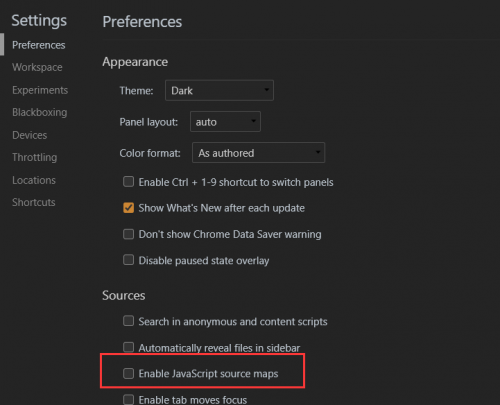 Settings
Preferences
Workspace
Experiments
Blackboxing
Devices
Throttling
Locations
Shortcuts
Preferences
Appearance
Theme: Dark
Panel layout: auto
Color format: As authored
Enable Ctrl + 1-9 shortcut to switch panels
Show What's New after each update
Don't show Chrome Data Saver warning
Disable paused state overlay
Sources
Search in anonymous and content scripts
Automatically reveal files in sidebar
Enable JavaScript source maps
Enable tab moves focus